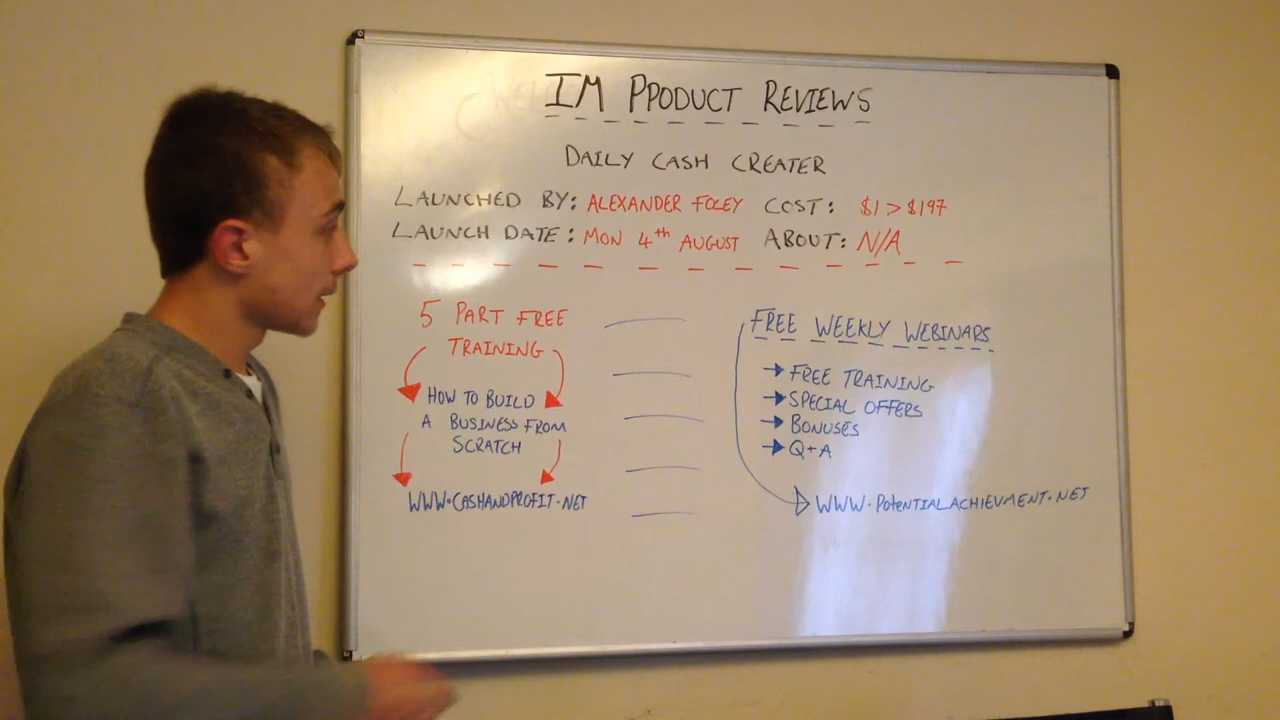 IM PPODUCT REVIEWS
DAILY CASH CREATER
LAUNCHED BY: ALEXANDER FOLEY COST: $1 > $197
LAUNCH DATE: MON 4th AUGUST ABOUT: N/A
5 PART FREE
TRAINING
HOW TO BUILD
A BUSINESS FROM
SCRATCH
WWW.CASHANDPROFIT.NET
FREE WEEKLY WEBINARS
FREE TRAINING
SPECIAL OFFERS
BONUSES
Q+A
WWW.POTENTIALACHIEVMENT.NET